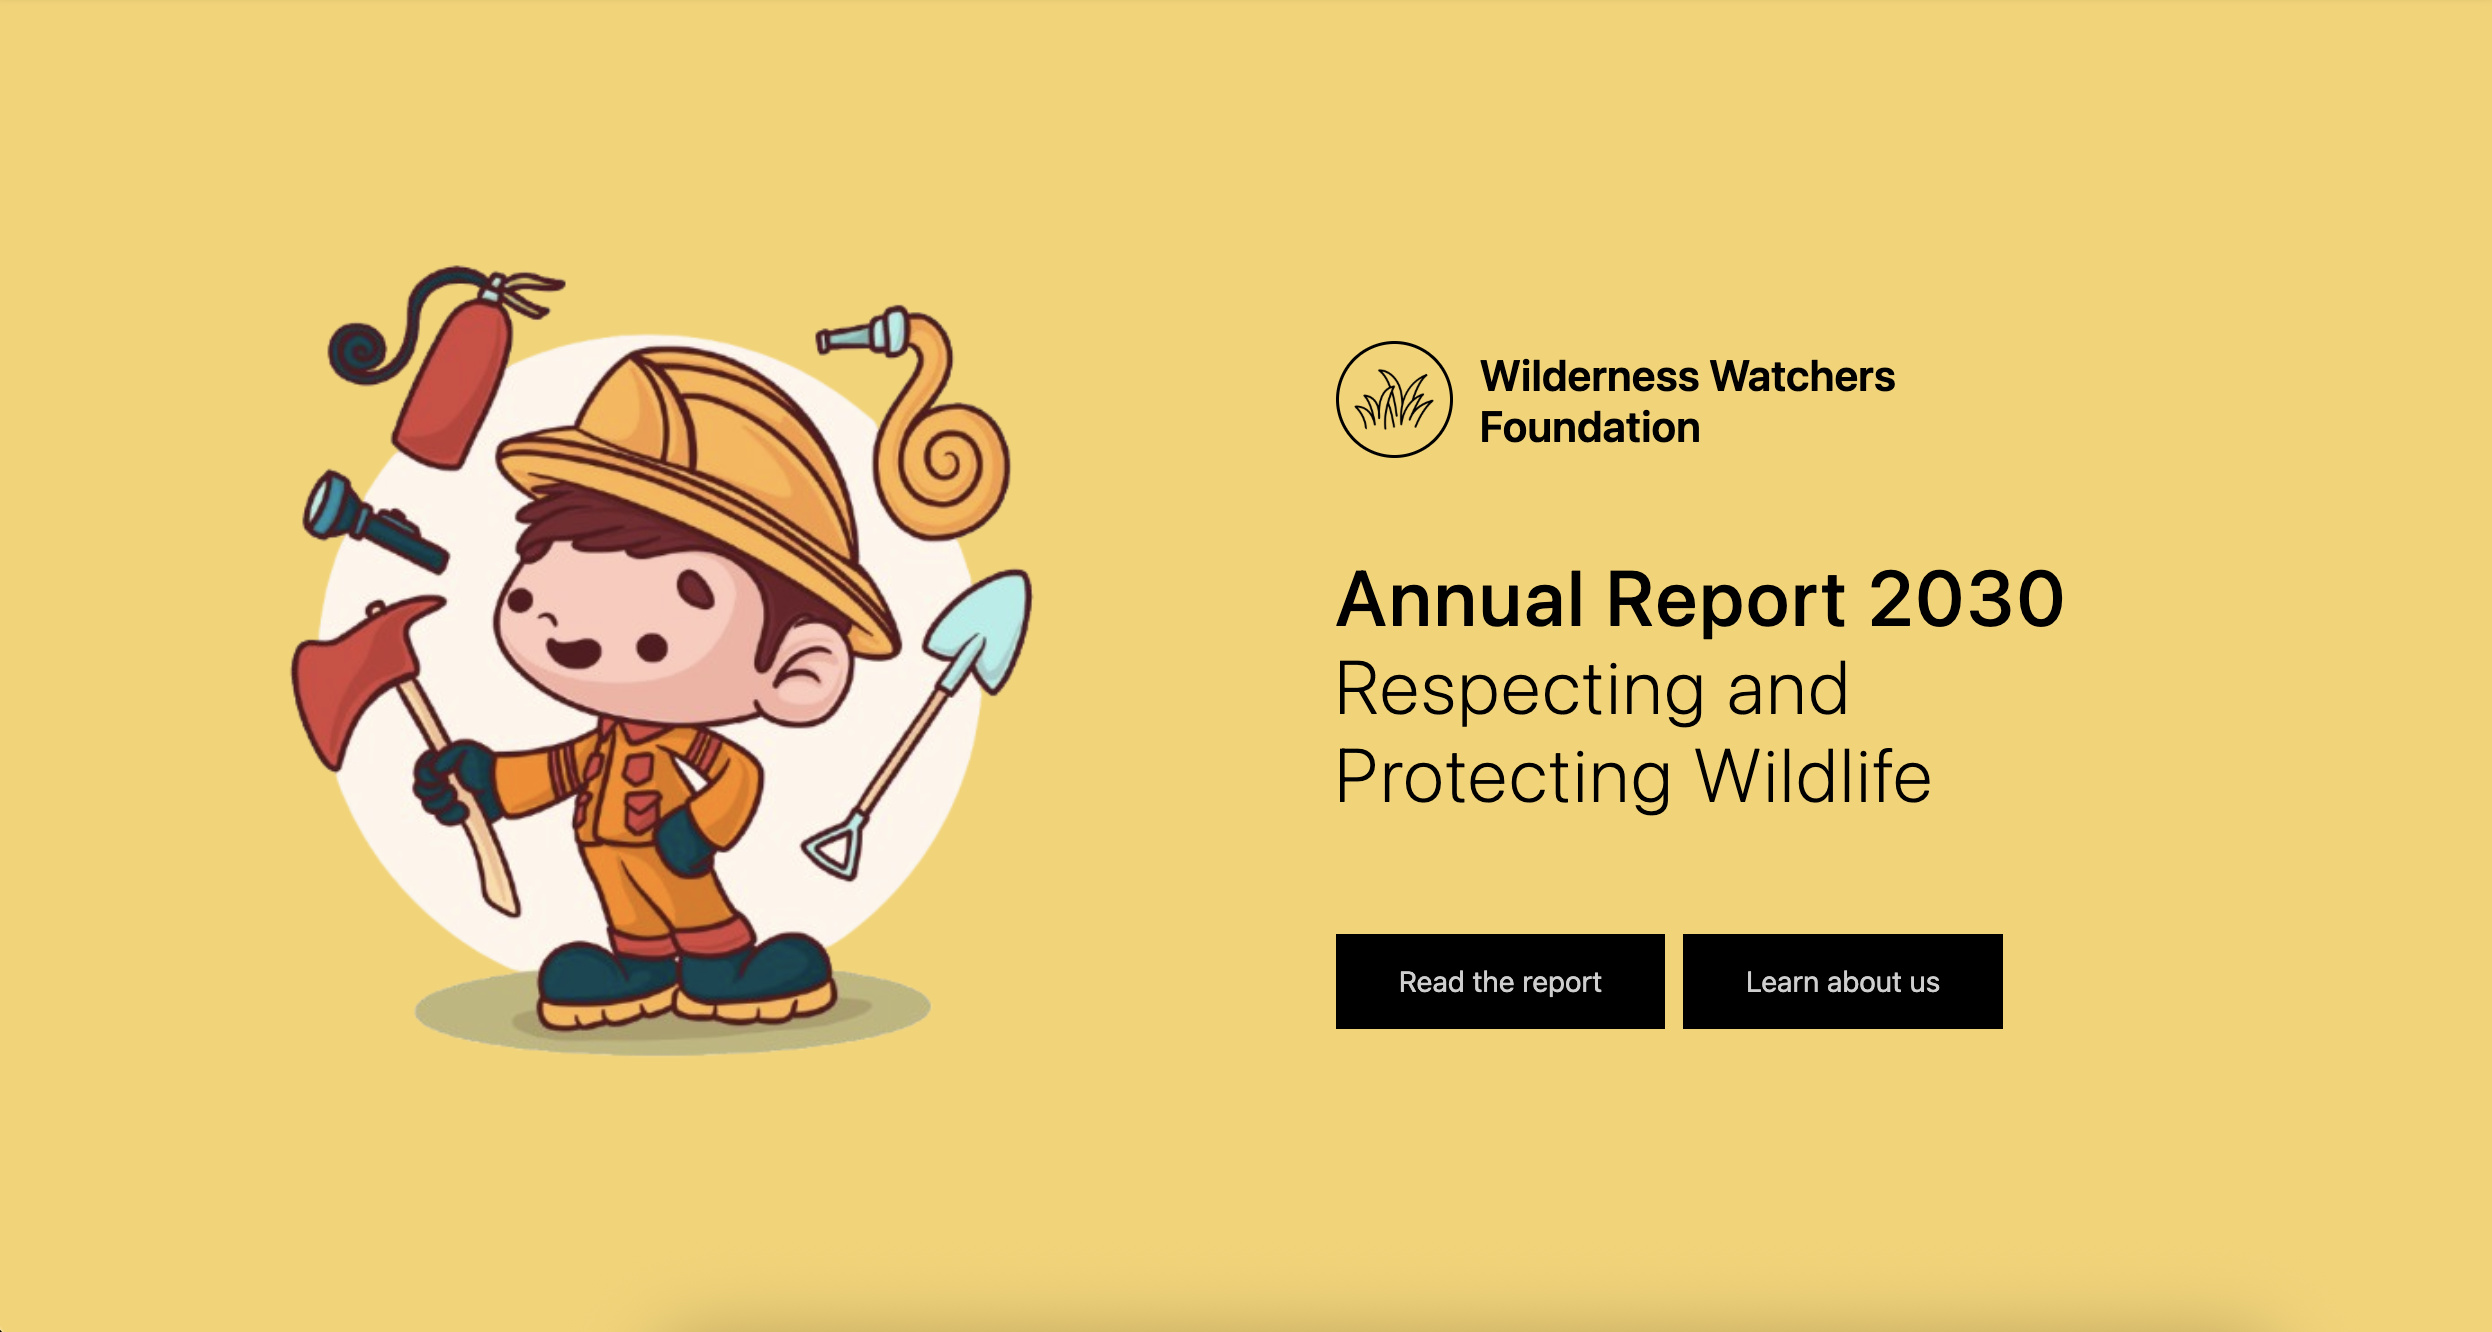 Wilderness Watchers
Foundation
Annual Report 2030
Respecting and
Protecting Wildlife
Read the report
Learn about us